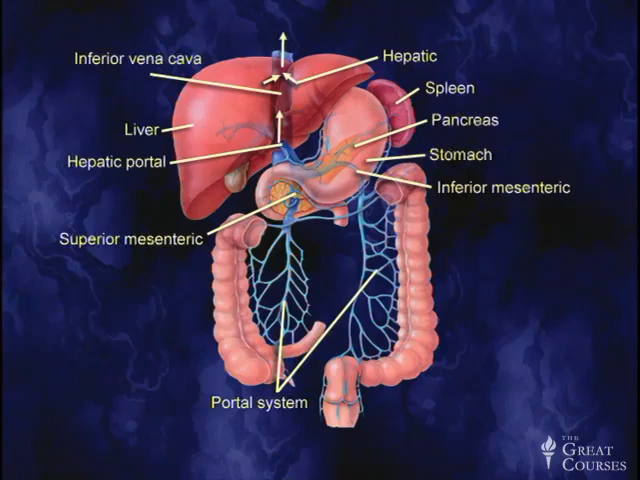 Inferior vena cava
Hepatic
Spleen
Pancreas
Liver
Stomach
Hepatic portal
Inferior mesenteric
Superior mesenteric
Portal system
THE
GREAT
COURSES